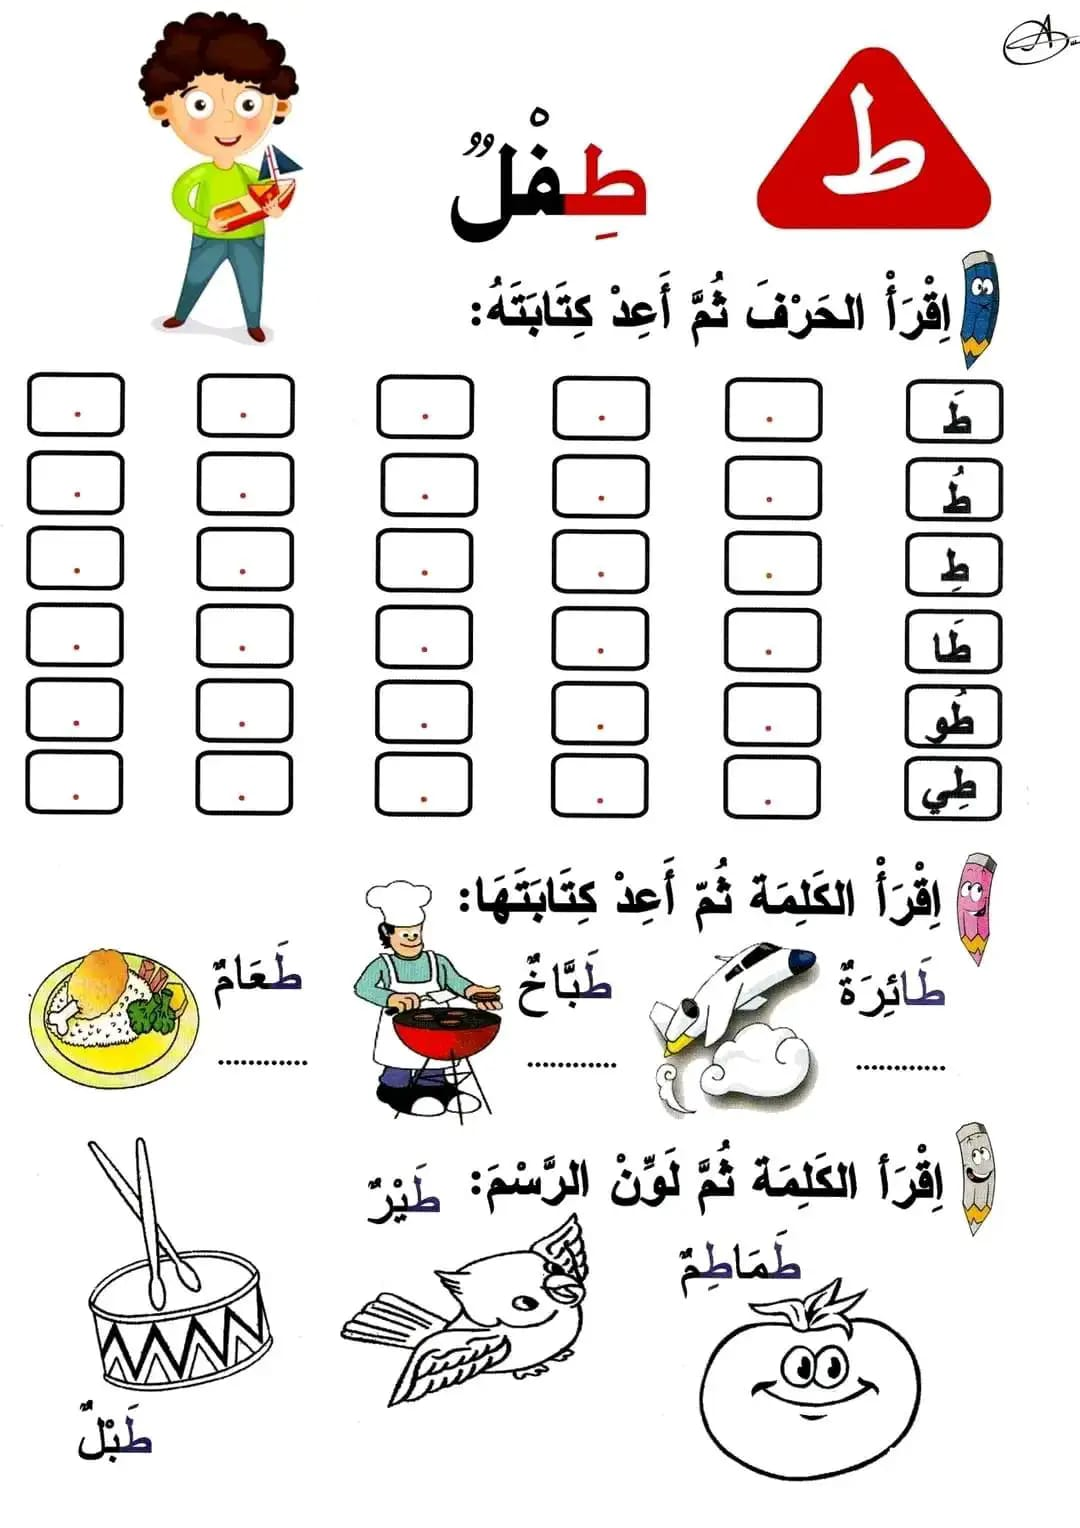 ط
طِفْلٌ
اِقْرَأْ الحَرْفَ ثُمَّ أَعِدْ كِتَابَتَهُ:
طَ
طُ
طِ
طَا
طُو
طِي
اِقْرَأْ الكَلِمَة ثُمّ أَعِدْ كِتَابَتَهَا:
طَائِرَةٌ
طَبَّاخٌ
طَعَامٌ
............ ............ ............
اِقْرَأ الكَلِمَة ثُمَّ لَوِّنْ الرَّسْمَ:
طَيْرٌ
طَمَاطِمٌ
طَبْلٌ